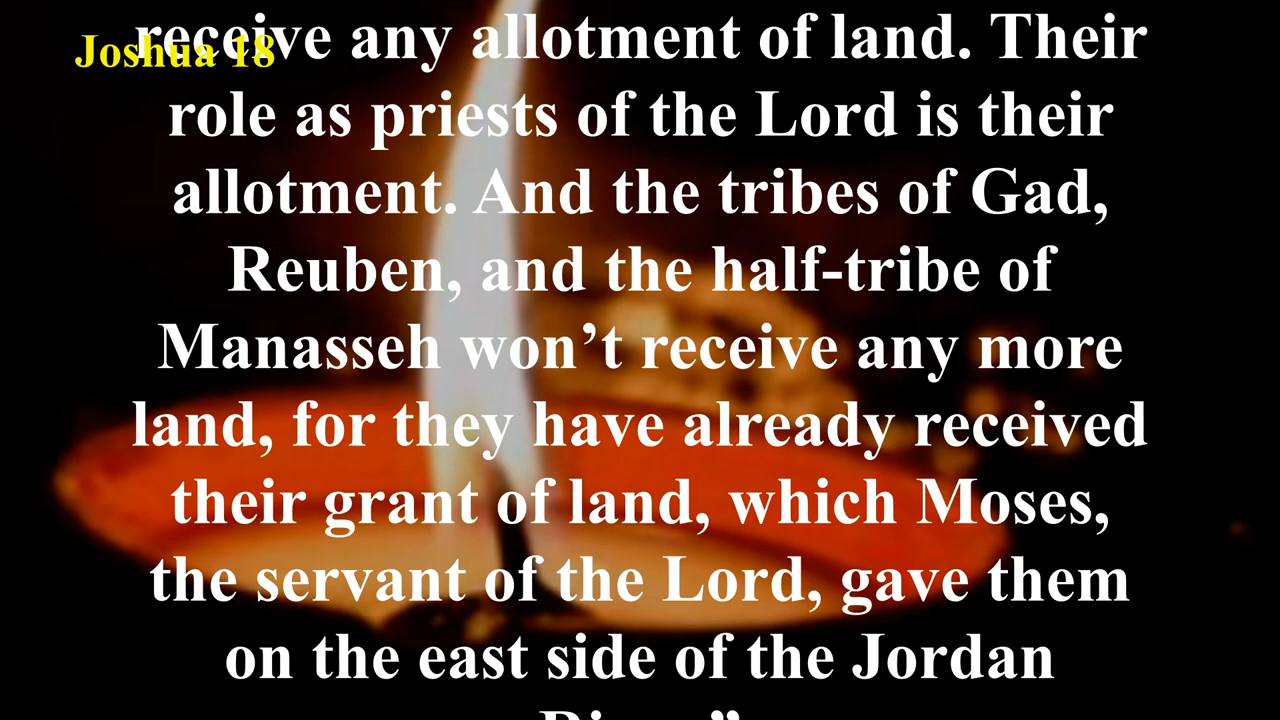 Joshua 18
receive any allotment of land. Their
role as priests of the Lord is their
allotment. And the tribes of Gad,
Reuben, and the half-tribe of
Manasseh won’t receive any more
land, for they have already received
their grant of land, which Moses,
the servant of the Lord, gave them
on the east side of the Jordan